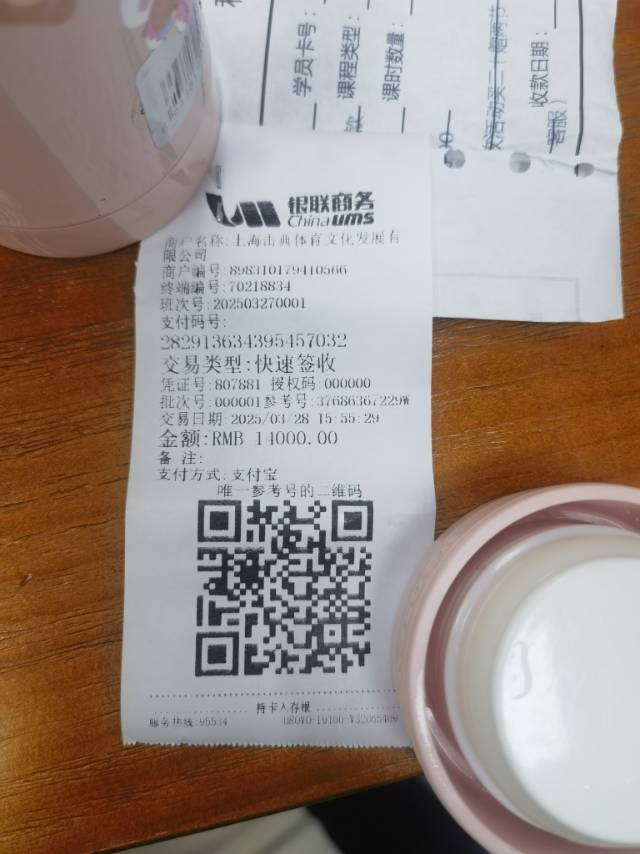 学员卡号:
课程类型:
课时数量:
收款日期:
客服）
银联商务
China ums
商户名称:上海击典体育文化发展有
限公司
商户编号:898310179410566
终端编号:70218834
班次号:202503270001
支付码号:
282913634395457032
交易类型:快速签收
凭证号:807881 授权码:000000
批次号:000001参考号:37686367229W
交易日期:2025/03/28 15:55:29
金额:RMB 14000.00
备 注:
支付方式:支付宝
唯一参考号的二维码
持卡人存根
服务热线:95534